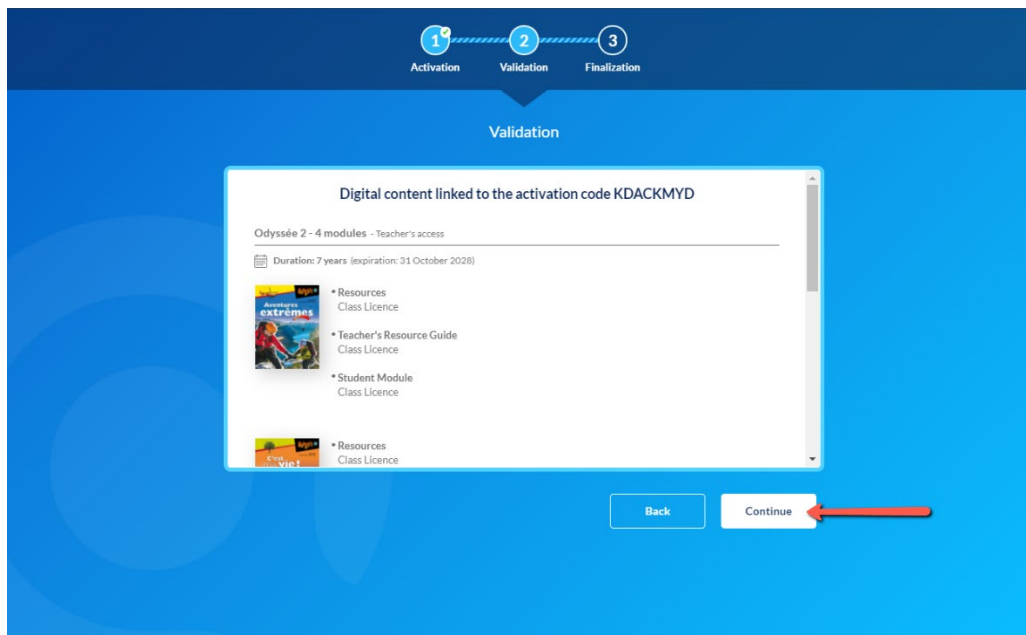 1 2 3
Activation Validation Finalization
Validation
Digital content linked to the activation code KDACKMYD
Odyssée 2 - 4 modules - Teacher's access
Duration: 7 years (expiration: 31 October 2028)
Aventures
extrêmes
• Resources
Class Licence
• Teacher's Resource Guide
Class Licence
• Student Module
Class Licence
C'est
vie!
• Resources
Class Licence
Back Continue